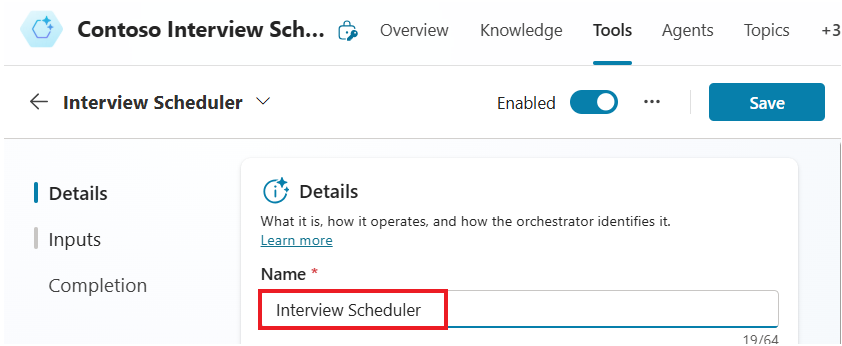 Contoso Interview Sch... Overview Knowledge Tools Agents Topics +3
Interview Scheduler Enabled ... Save
Details
Inputs
Completion
Details
What it is, how it operates, and how the orchestrator identifies it.
Learn more
Name *
Interview Scheduler
19/64